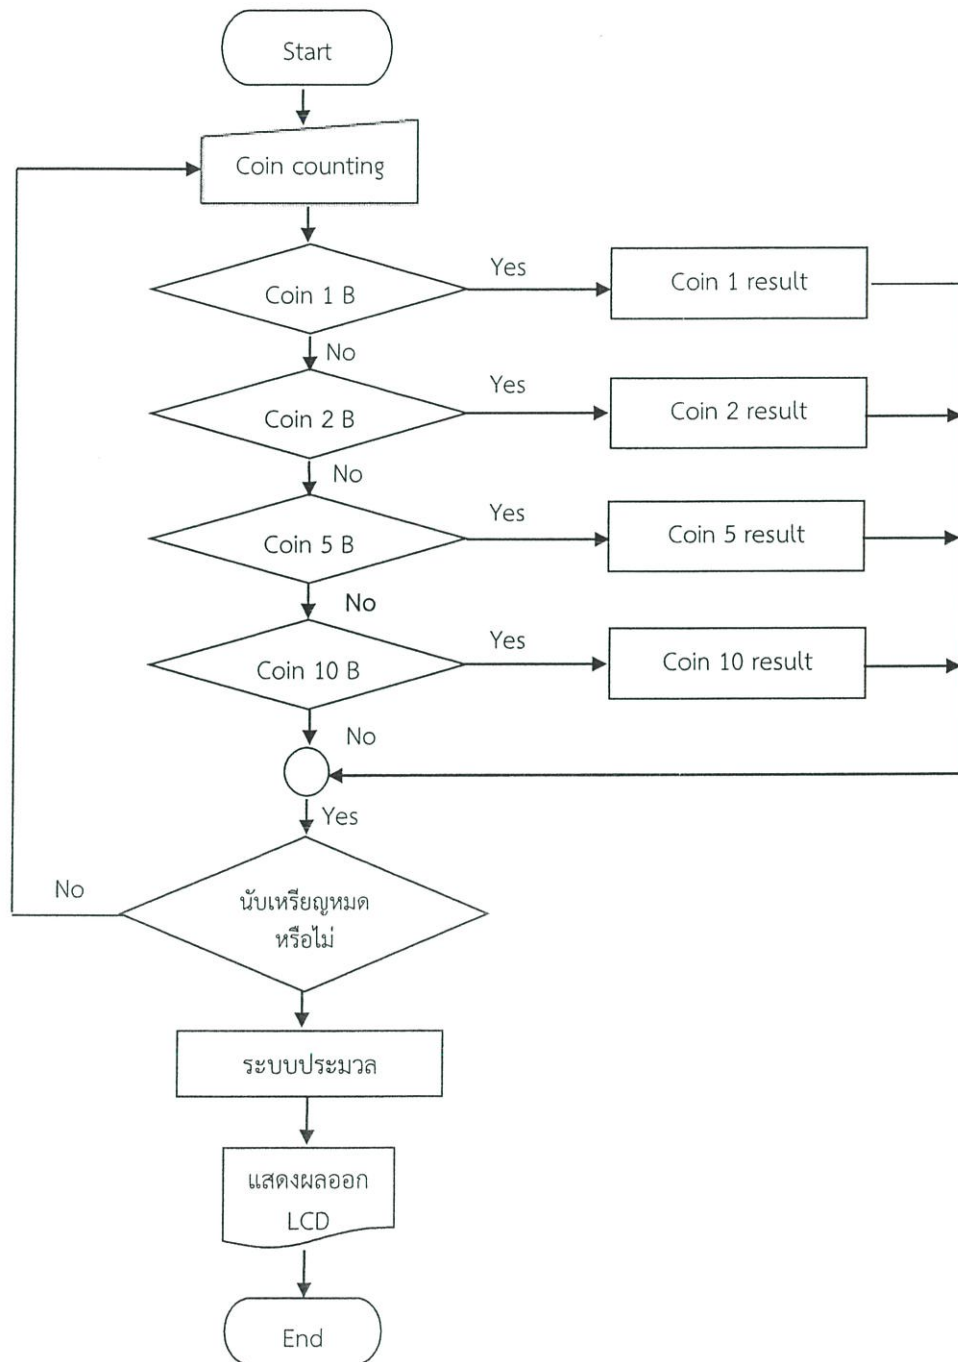 Start
Coin counting
Coin 1 B
Yes
Coin 1 result
No
Coin 2 B
Yes
Coin 2 result
No
Coin 5 B
Yes
Coin 5 result
No
Coin 10 B
Yes
Coin 10 result
No
Yes
No
นับเหรียญหมด
หรือไม่
ระบบประมวล
แสดงผลออก
LCD
End